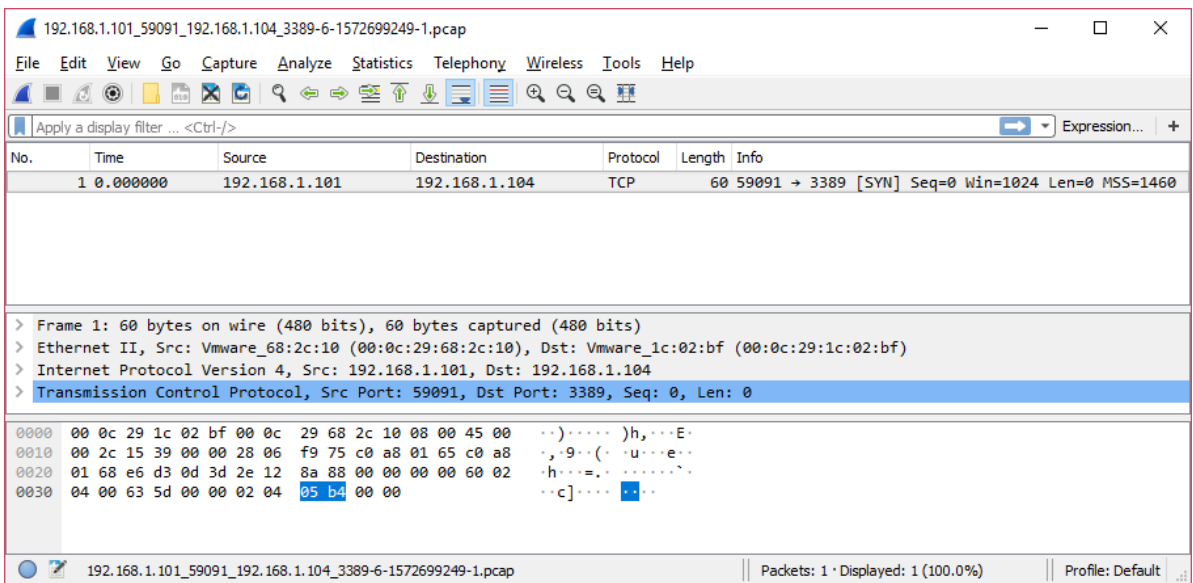 192.168.1.101_59091_192.168.1.104_3389-6-1572699249-1.pcap
File Edit View Go Capture Analyze Statistics Telephony Wireless Tools Help
Apply a display filter ... <Ctrl-/> Expression... +
No. Time Source Destination Protocol Length Info
1 0.000000 192.168.1.101 192.168.1.104 TCP 60 59091 → 3389 [SYN] Seq=0 Win=1024 Len=0 MSS=1460
> Frame 1: 60 bytes on wire (480 bits), 60 bytes captured (480 bits)
> Ethernet II, Src: Vmware_68:2c:10 (00:0c:29:68:2c:10), Dst: Vmware_1c:02:bf (00:0c:29:1c:02:bf)
> Internet Protocol Version 4, Src: 192.168.1.101, Dst: 192.168.1.104
> Transmission Control Protocol, Src Port: 59091, Dst Port: 3389, Seq: 0, Len: 0
0000 00 0c 29 1c 02 bf 00 0c 29 68 2c 10 08 00 45 00 ··)····· )h,···E·
0010 00 2c 15 39 00 00 28 06 f9 75 c0 a8 01 65 c0 a8 ·,·9··(· ·u···e··
0020 01 68 e6 d3 0d 3d 2e 12 8a 88 00 00 00 00 60 02 ·h···=.· ······`·
0030 04 00 63 5d 00 00 02 04 05 b4 00 00 ··c]···· ····
192.168.1.101_59091_192.168.1.104_3389-6-1572699249-1.pcap Packets: 1 · Displayed: 1 (100.0%) Profile: Default